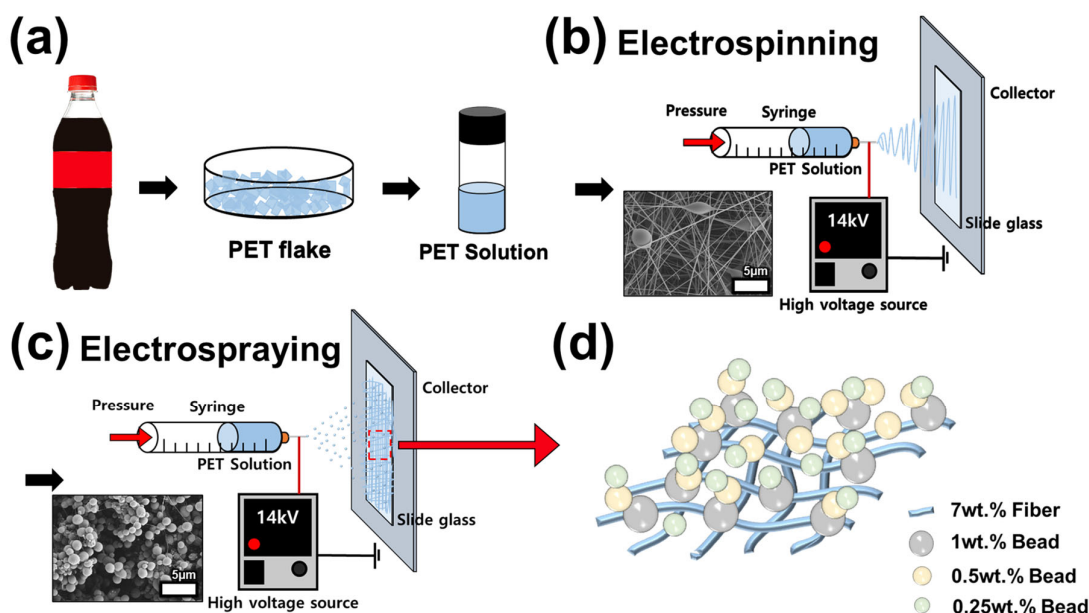 (a)
PET flake
PET Solution
(b) Electrospinning
Pressure
Syringe
Collector
PET Solution
Slide glass
14kV
5μm
High voltage source
(c) Electrospraying
Pressure
Syringe
Collector
PET Solution
Slide glass
14kV
5μm
High voltage source
(d)
7wt.% Fiber
1wt.% Bead
0.5wt.% Bead
0.25wt.% Bead